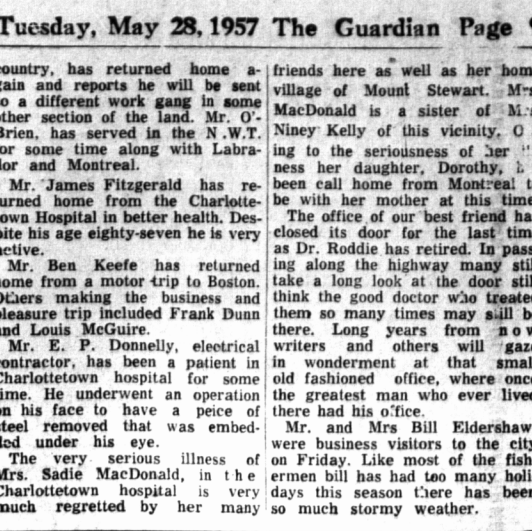 Tuesday, May 28, 1957 The Guardian Page
country, has returned home a-
gain and reports he will be sent
to a different work gang in some
other section of the land. Mr. O'-
Brien, has served in the N.W.T.
for some time along with Labra-
dor and Montreal.
Mr. James Fitzgerald has re-
turned home from the Charlotte-
town Hospital in better health. Des-
pite his age eighty-seven he is very
active.
Mr. Ben Keefe has returned
home from a motor trip to Boston.
Others making the business and
pleasure trip included Frank Dunn
and Louis McGuire.
Mr. E. P. Donnelly, electrical
contractor, has been a patient in
Charlottetown hospital for some
time. He underwent an operation
on his face to have a peice of
steel removed that was embed-
ded under his eye.
The very serious illness of
Mrs. Sadie MacDonald, in the
Charlottetown hospital is very
much regretted by her many
friends here as well as her hom
village of Mount Stewart. Mrs
MacDonald is a sister of Mr.
Niney Kelly of this vicinity. O
ing to the seriousness of her
ness her daughter, Dorothy,
been call home from Montreal
be with her mother at this time
The office of our best friend ha
closed its door for the last tim
as Dr. Roddie has retired. In pass
ing along the highway many stil
take a long look at the door stil
think the good doctor who treate
them so many times may still b
there. Long years from now
writers and others will gaz
in wonderment at that smal
old fashioned office, where onc
the greatest man who ever live
there had his office.
Mr. and Mrs Bill Eldershaw
were business visitors to the city
on Friday. Like most of the fish
ermen bill has had too many holi
days this season there has been
so much stormy weather.